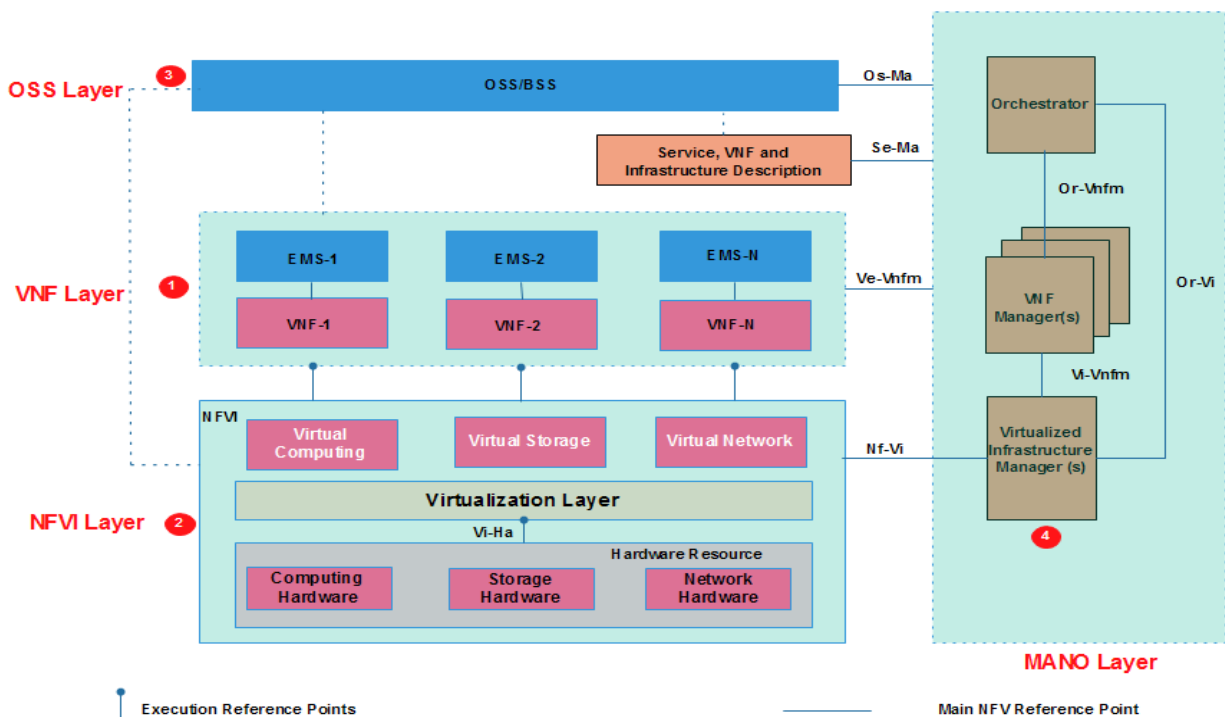 OSS Layer
3
OSS/BSS
Os-Ma
Orchestrator
Service, VNF and
Infrastructure Description
Se-Ma
Or-Vnfm
VNF Layer
1
EMS-1
EMS-2
EMS-N
VNF-1
VNF-2
VNF-N
Ve-Vnfm
VNF
Manager(s)
Or-Vi
Vi-Vnfm
NFVI Layer
2
NFVI
Virtual
Computing
Virtual Storage
Virtual Network
Nf-Vi
Virtualized
Infrastructure
Manager (s)
4
Virtualization Layer
Vi-Ha
Hardware Resource
Computing
Hardware
Storage
Hardware
Network
Hardware
MANO Layer
Execution Reference Points
Main NFV Reference Point